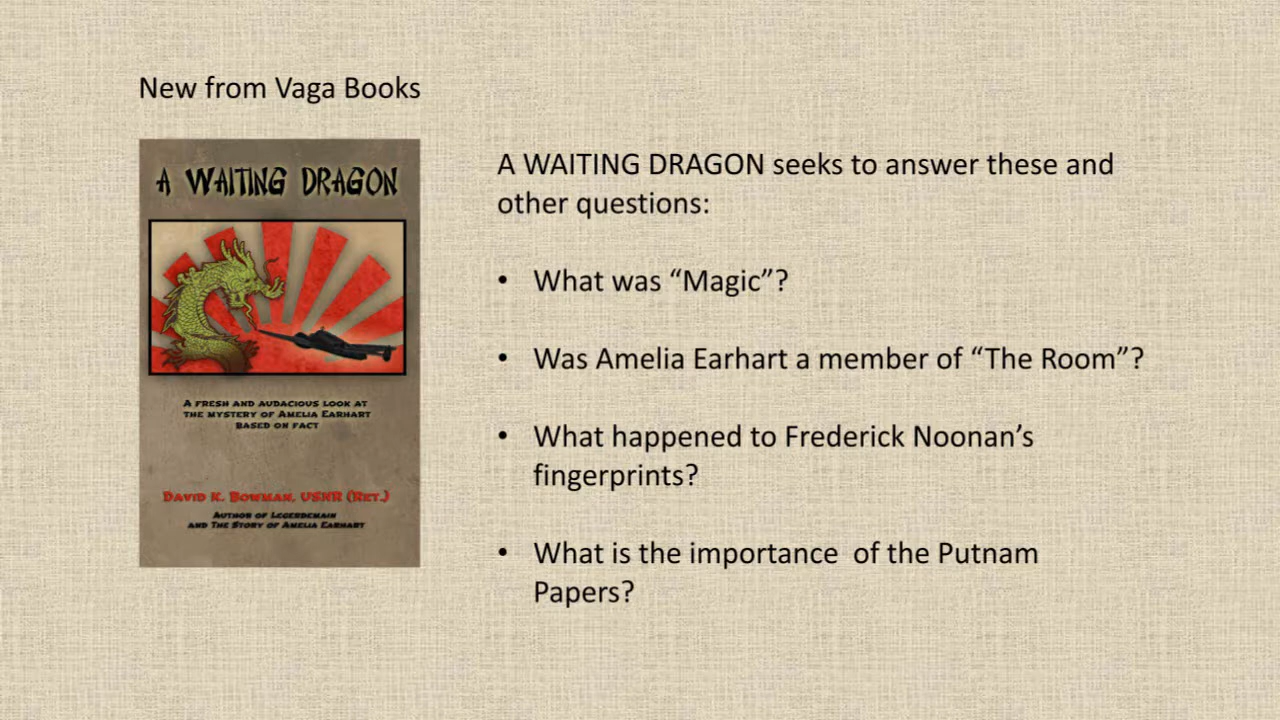 New from Vaga Books
A WAITING DRAGON
A FRESH AND AUDACIOUS LOOK AT
THE MYSTERY OF AMELIA EARHART
BASED ON FACT
DAVID K. BOWMAN, USNR (RET.)
AUTHOR OF LEGERDEMAIN
AND THE STORY OF AMELIA EARHART
A WAITING DRAGON seeks to answer these and
other questions:
• What was “Magic”?
• Was Amelia Earhart a member of “The Room”?
• What happened to Frederick Noonan’s
fingerprints?
• What is the importance  of the Putnam
Papers?